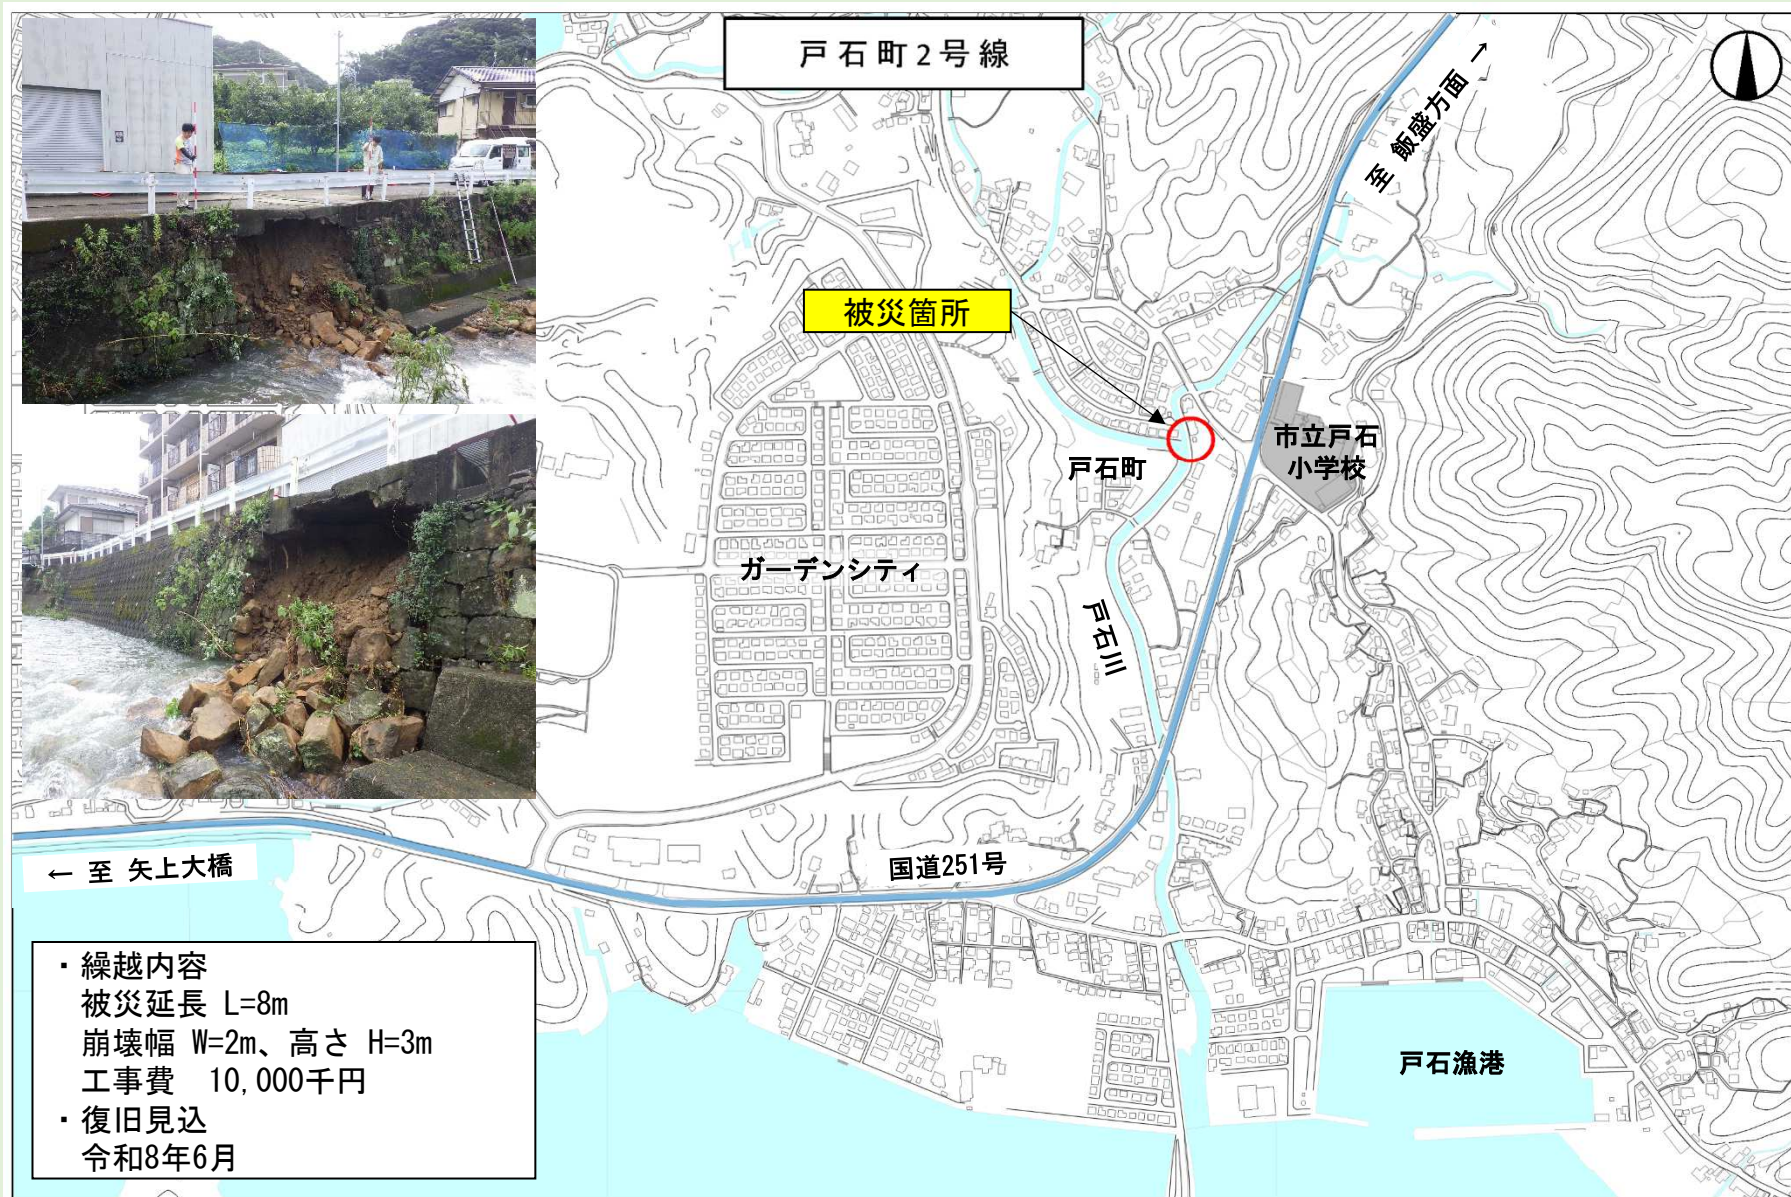 戸石町2号線
至 飯盛方面 →
被災箇所
市立戸石
小学校
戸石町
ガーデンシティ
戸石川
国道251号
← 至 矢上大橋
戸石漁港
・繰越内容
被災延長 L=8m
崩壊幅 W=2m、高さ H=3m
工事費 10,000千円
・復旧見込
令和8年6月